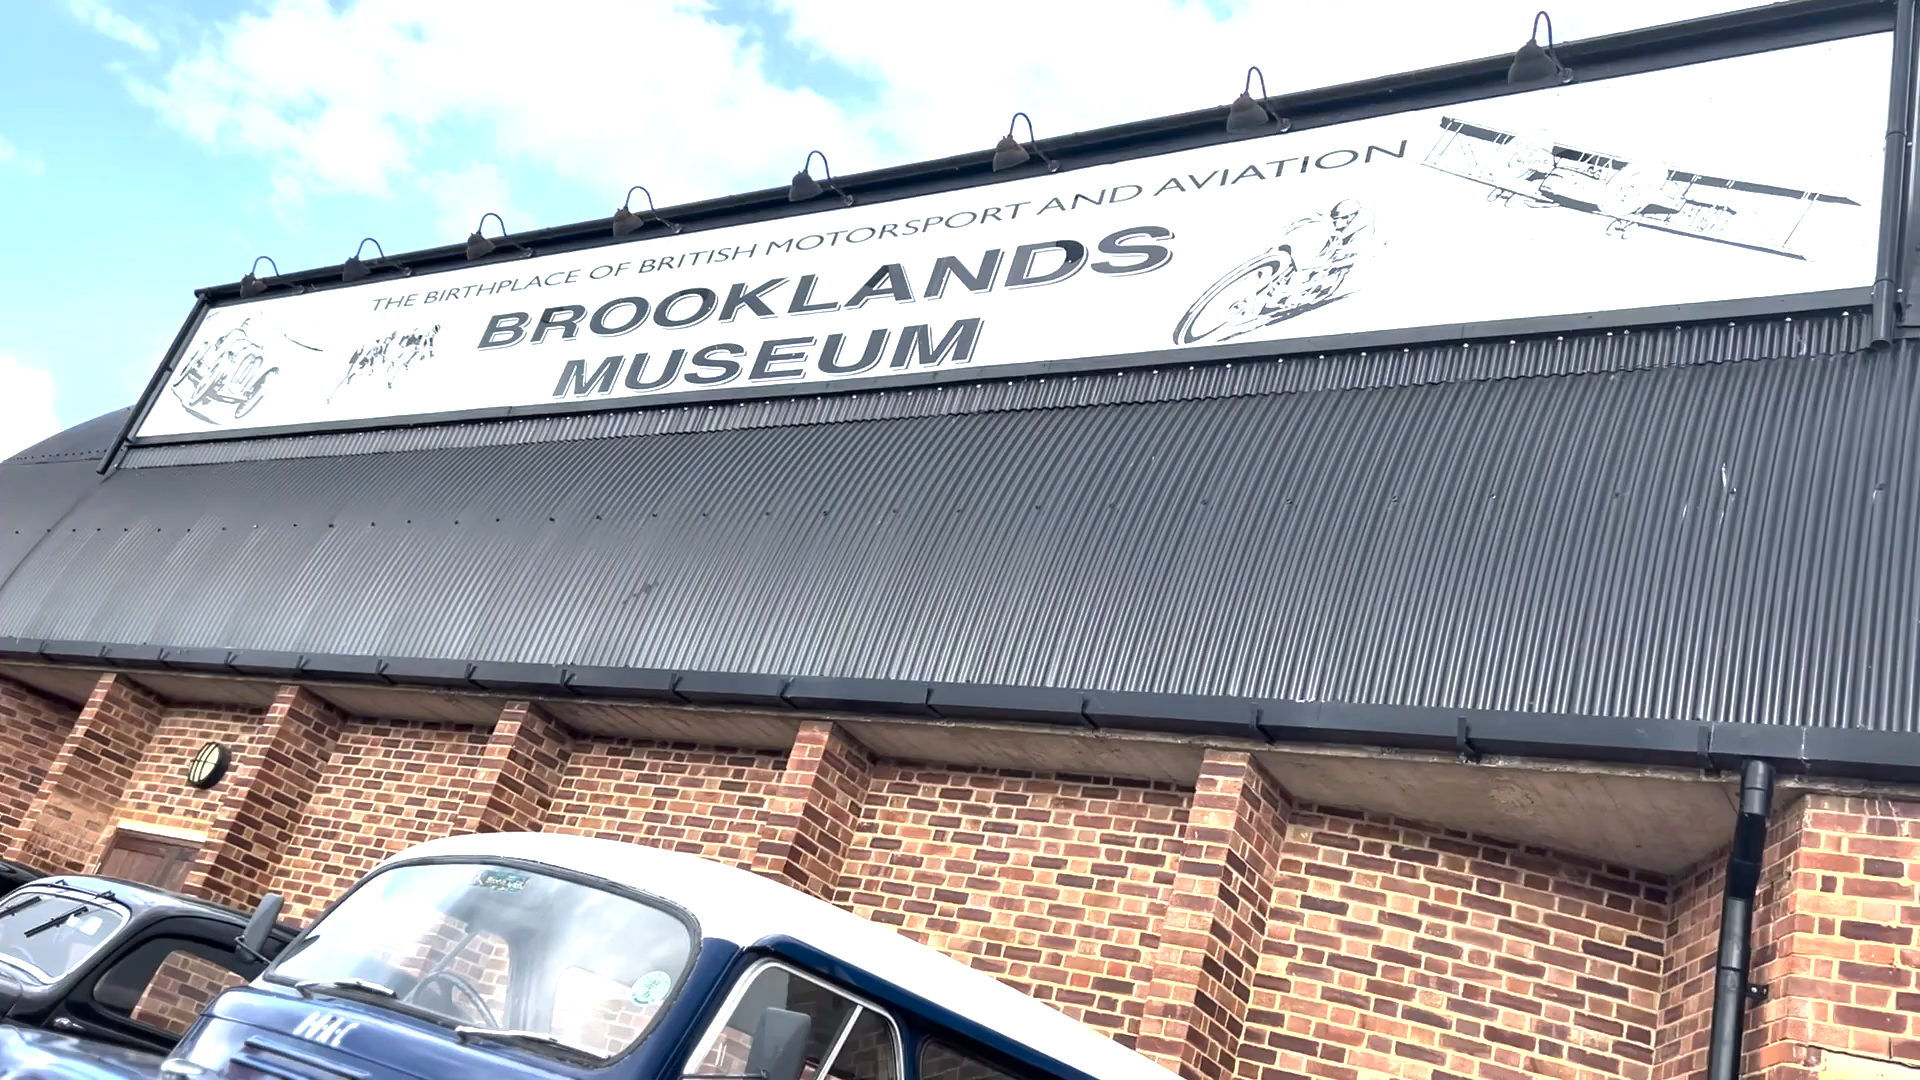 THE BIRTHPLACE OF BRITISH MOTORSPORT AND AVIATION
BROOKLANDS
MUSEUM